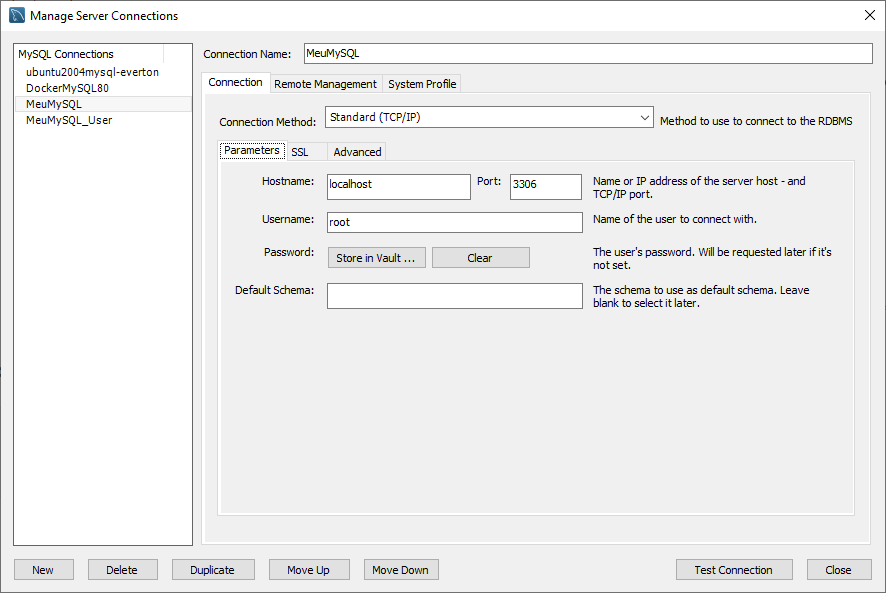 Manage Server Connections
MySQL Connections
ubuntu2004mysql-everton
DockerMySQL80
MeuMySQL
MeuMySQL_User
Connection Name: MeuMySQL
Connection Remote Management System Profile
Connection Method: Standard (TCP/IP) Method to use to connect to the RDBMS
Parameters SSL Advanced
Hostname: localhost Port: 3306 Name or IP address of the server host - and
TCP/IP port.
Username: root Name of the user to connect with.
Password: Store in Vault ... Clear The user's password. Will be requested later if it's
not set.
Default Schema: The schema to use as default schema. Leave
blank to select it later.
New Delete Duplicate Move Up Move Down Test Connection Close